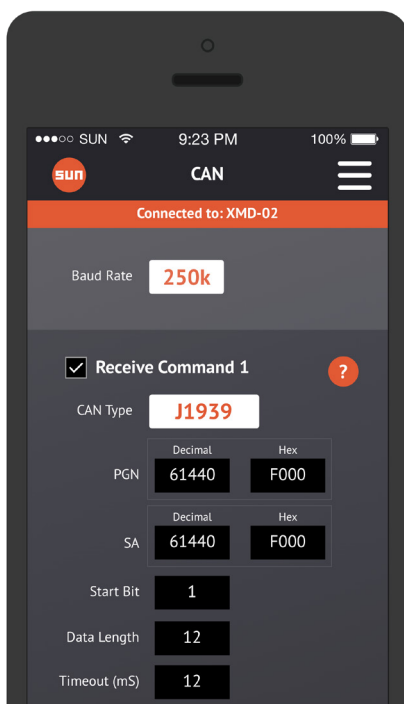 SUN 9:23 PM 100%
sun CAN
Connected to: XMD-02
Baud Rate 250k
Receive Command 1 ?
CAN Type J1939
Decimal Hex
PGN 61440 F000
Decimal Hex
SA 61440 F000
Start Bit 1
Data Length 12
Timeout (mS) 12